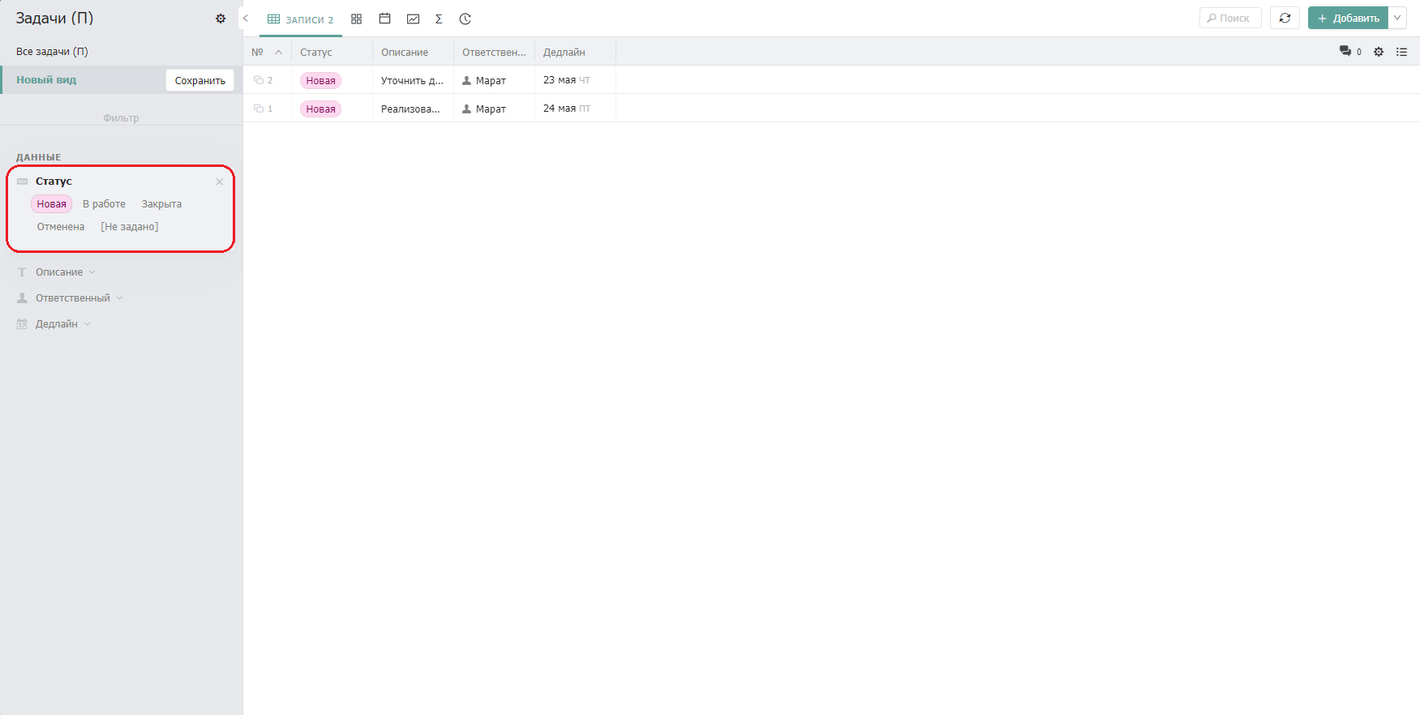 Задачи (П)
Все задачи (П)
Новый вид
Сохранить
Фильтр
ДАННЫЕ
Статус
Новая В работе Закрыта
Отменена [Не задано]
Описание
Ответственный
Дедлайн
ЗАПИСИ 2
Поиск
Добавить
№ Статус Описание Ответствен... Дедлайн 0
2 Новая Уточнить д... Марат 23 мая ЧТ
1 Новая Реализова... Марат 24 мая ПТ